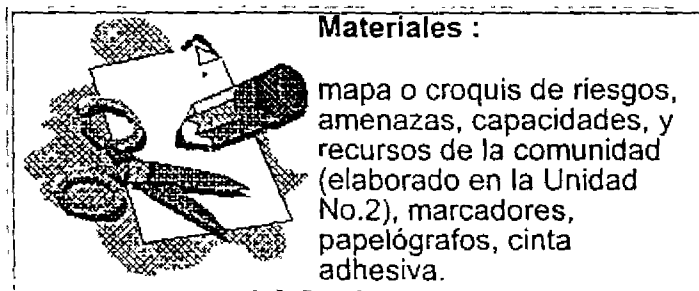 Materiales :
mapa o croquis de riesgos,
amenazas, capacidades, y
recursos de la comunidad
(elaborado en la Unidad
No.2), marcadores,
papelógrafos, cinta
adhesiva.